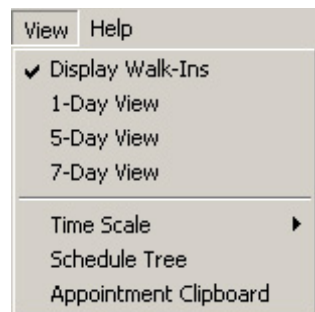 View Help
Display Walk-Ins
1-Day View
5-Day View
7-Day View
Time Scale
Schedule Tree
Appointment Clipboard